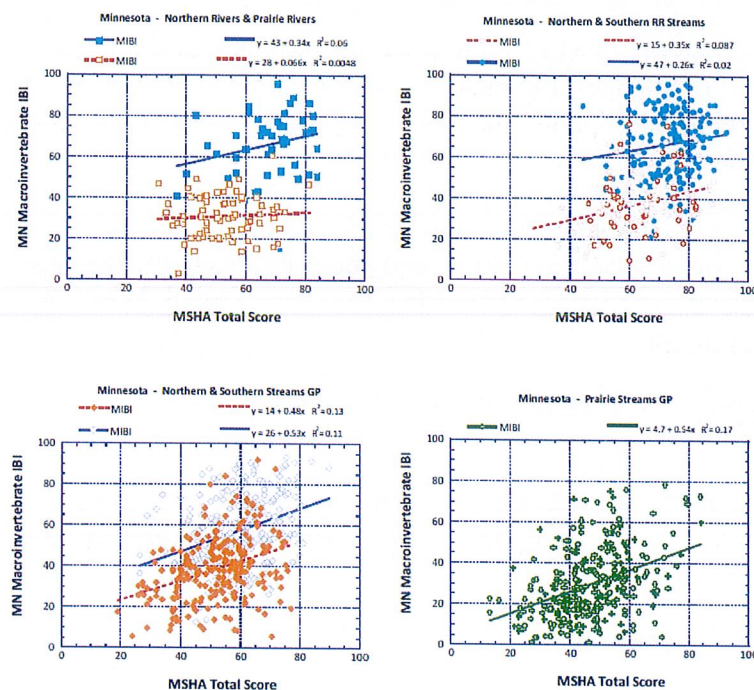 Minnesota - Northern Rivers & Prairie Rivers
MIBI y = 43 + 0.34x R²=0.06
MIBI y = 28 + 0.066x R²=0.0048
MN Macroinvertebrate IBI
100
80
60
40
20
0
0 20 40 60 80 100
MSHA Total Score
Minnesota - Northern & Southern RR Streams
MIBI y = 15 + 0.35x R²=0.087
MIBI y = 47 + 0.26x R²=0.02
MN Macroinvertebrate IBI
100
80
60
40
20
0
0 20 40 60 80 100
MSHA Total Score
Minnesota - Northern & Southern Streams GP
MIBI y = 14 + 0.48x R²=0.13
MIBI y = 26 + 0.53x R²=0.11
MN Macroinvertebrate IBI
100
80
60
40
20
0
0 20 40 60 80 100
MSHA Total Score
Minnesota - Prairie Streams GP
MIBI y = 4.7 + 0.54x R²=0.17
MN Macroinvertebrate IBI
100
80
60
40
20
0
0 20 40 60 80 100
MSHA Total Score